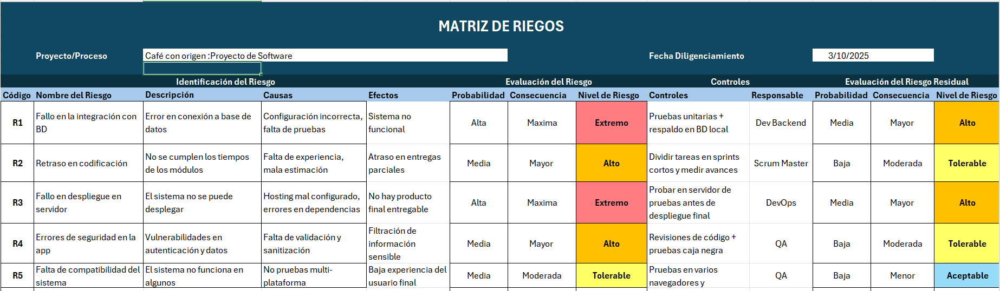 MATRIZ DE RIEGOS
Proyecto/Proceso
Café con origen :Proyecto de Software
Fecha Diligenciamiento
3/10/2025
Identificación del Riesgo
Evaluación del Riesgo
Controles
Evaluación del Riesgo Residual
Código
Nombre del Riesgo
Descripción
Causas
Efectos
Probabilidad
Consecuencia
Nivel de Riesgo
Controles
Responsable
Probabilidad
Consecuencia
Nivel de Riesgo
R1
Fallo en la integración con
BD
Error en conexión a base de
datos
Configuración incorrecta,
falta de pruebas
Sistema no
funcional
Alta
Maxima
Extremo
Pruebas unitarias +
respaldo en BD local
Dev Backend
Media
Mayor
Alto
R2
Retraso en codificación
No se cumplen los tiempos
de los módulos
Falta de experiencia,
mala estimación
Atraso en entregas
parciales
Media
Mayor
Alto
Dividir tareas en sprints
cortos y medir avances
Scrum Master
Baja
Moderada
Tolerable
R3
Fallo en despliegue en
servidor
El sistema no se puede
desplegar
Hosting mal configurado,
errores en dependencias
No hay producto
final entregable
Alta
Maxima
Extremo
Probar en servidor de
pruebas antes de
despliegue final
DevOps
Media
Mayor
Alto
R4
Errores de seguridad en la
app
Vulnerabilidades en
autenticación y datos
Falta de validación y
sanitización
Filtración de
información
sensible
Media
Mayor
Alto
Revisiones de código +
pruebas caja negra
QA
Baja
Moderada
Tolerable
R5
Falta de compatibilidad del
sistema
El sistema no funciona en
algunos
No pruebas multi-
plataforma
Baja experiencia del
usuario final
Media
Moderada
Tolerable
Pruebas en varios
navegadores y
QA
Baja
Menor
Aceptable